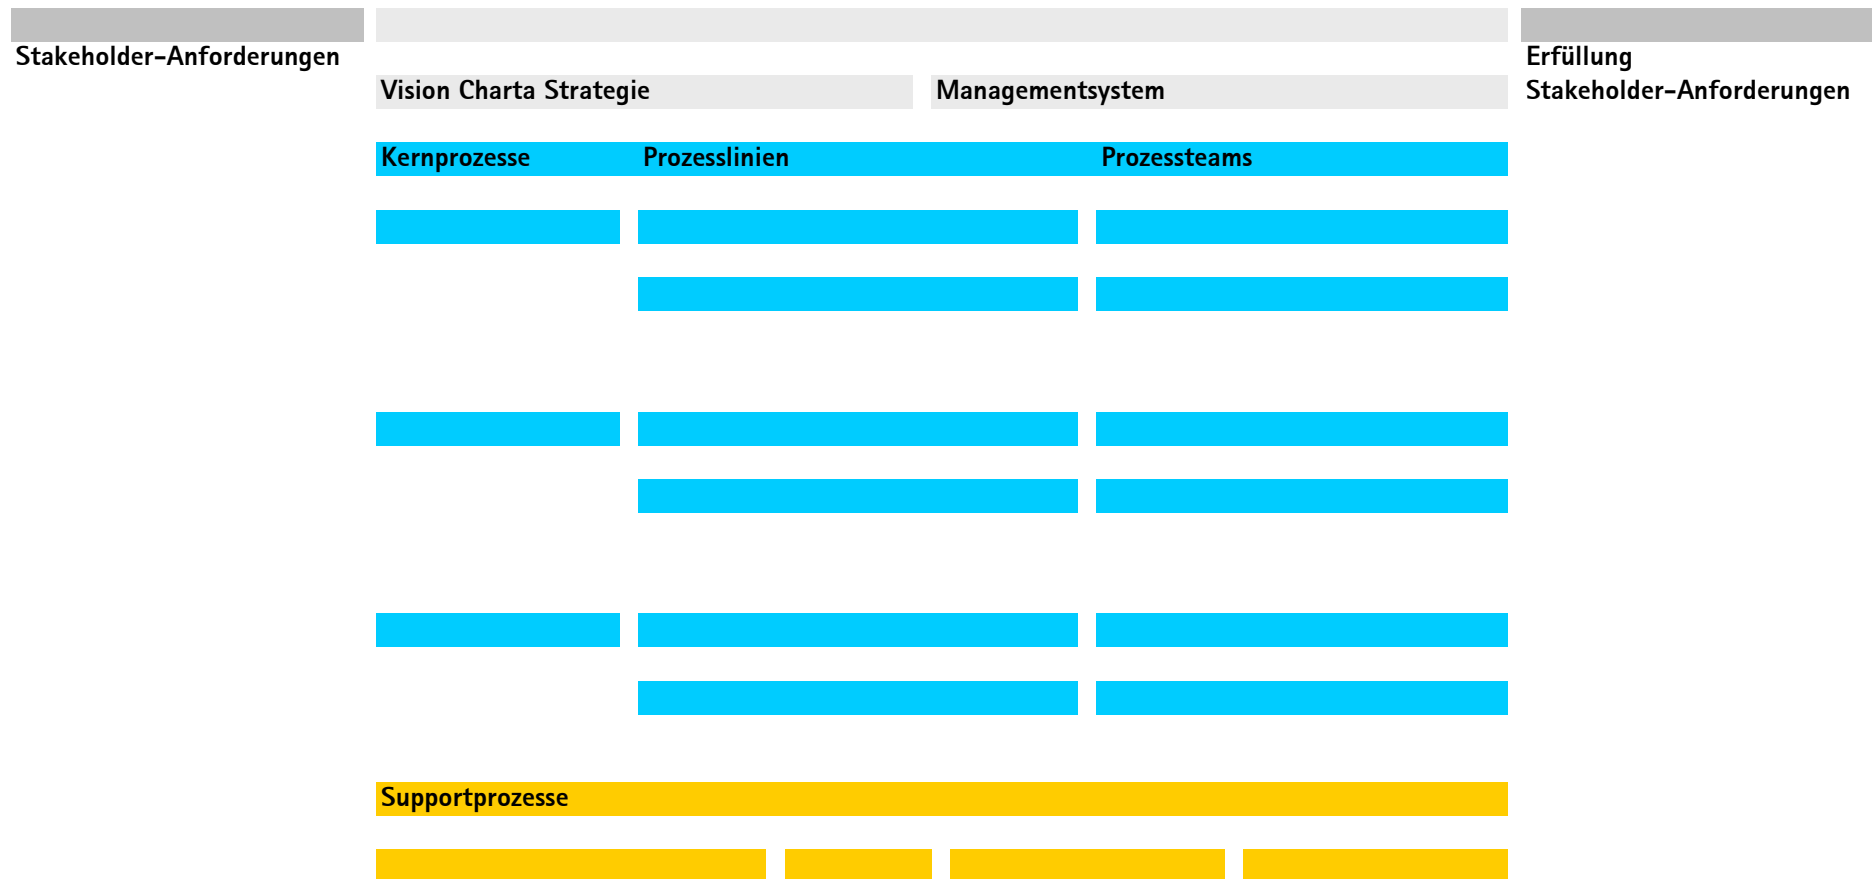 Stakeholder-Anforderungen
Vision Charta Strategie
Managementsystem
Erfüllung
Stakeholder-Anforderungen
Kernprozesse
Prozesslinien
Prozessteams
Supportprozesse